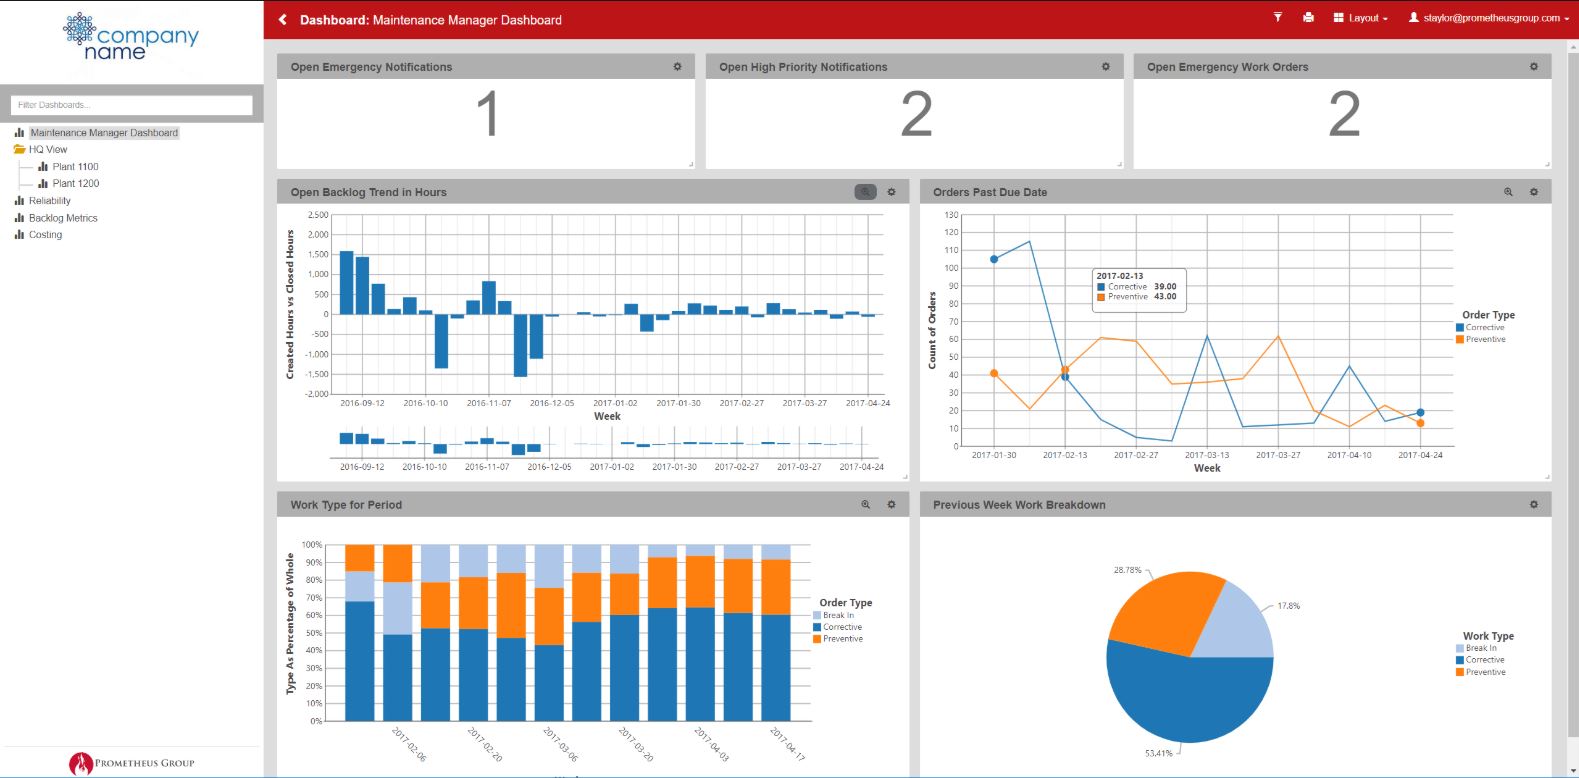 company
name
Dashboard: Maintenance Manager Dashboard
Layout
staylor@prometheusgroup.com
Filter Dashboards...
Maintenance Manager Dashboard
HQ View
Plant 1100
Plant 1200
Reliability
Backlog Metrics
Costing
PROMETHEUS GROUP
Open Emergency Notifications
1
Open High Priority Notifications
2
Open Emergency Work Orders
2
Open Backlog Trend in Hours
Created Hours vs Closed Hours
2,500
2,000
1,500
1,000
500
0
-500
-1,000
-1,500
-2,000
2016-09-12 2016-10-10 2016-11-07 2016-12-05 2017-01-02 2017-01-30 2017-02-27 2017-03-27 2017-04-24
Week
2016-09-12 2016-10-10 2016-11-07 2016-12-05 2017-01-02 2017-01-30 2017-02-27 2017-03-27 2017-04-24
Orders Past Due Date
Count of Orders
130
120
110
100
90
80
70
60
50
40
30
20
10
0
2017-02-13
Corrective 39.00
Preventive 43.00
2017-01-30 2017-02-13 2017-02-27 2017-03-13 2017-03-27 2017-04-10 2017-04-24
Week
Order Type
Corrective
Preventive
Work Type for Period
Type As Percentage of Whole
100%
90%
80%
70%
60%
50%
40%
30%
20%
10%
0%
2017-02-06 2017-02-20 2017-03-06 2017-03-20 2017-04-03 2017-04-17
Order Type
Break In
Corrective
Preventive
Previous Week Work Breakdown
28.78%
17.8%
53.41%
Work Type
Break In
Corrective
Preventive